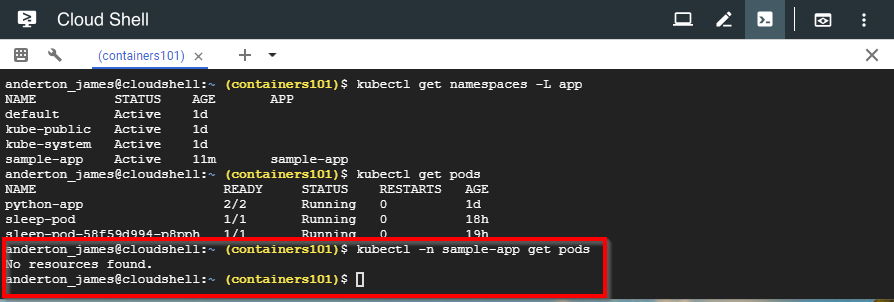 Cloud Shell
(containers101)
anderton_james@cloudshell:~ (containers101)$ kubectl get namespaces -L app
NAME STATUS AGE APP
default Active 1d
kube-public Active 1d
kube-system Active 1d
sample-app Active 11m sample-app
anderton_james@cloudshell:~ (containers101)$ kubectl get pods
NAME READY STATUS RESTARTS AGE
python-app 2/2 Running 0 1d
sleep-pod 1/1 Running 0 18h
sleep-pod-58f59d994-p8pph 1/1 Running 0 19h
anderton_james@cloudshell:~ (containers101)$ kubectl -n sample-app get pods
No resources found.
anderton_james@cloudshell:~ (containers101)$